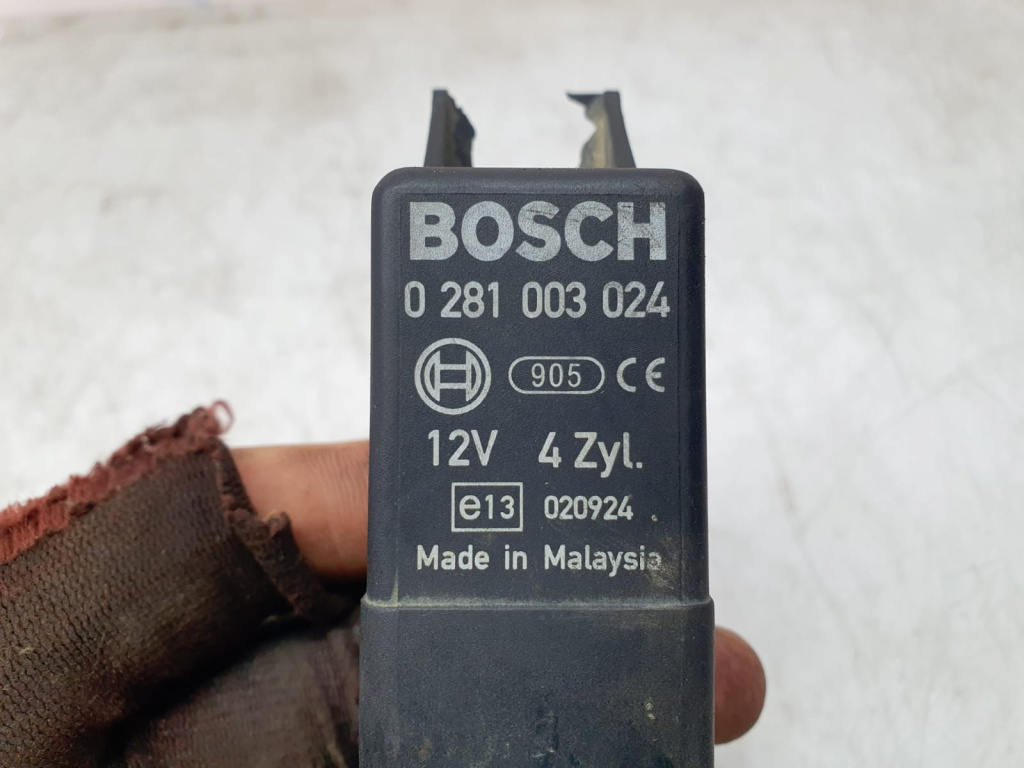 BOSCH
0 281 003 024
905 CE
12V 4 Zyl.
e13 020924
Made in Malaysia